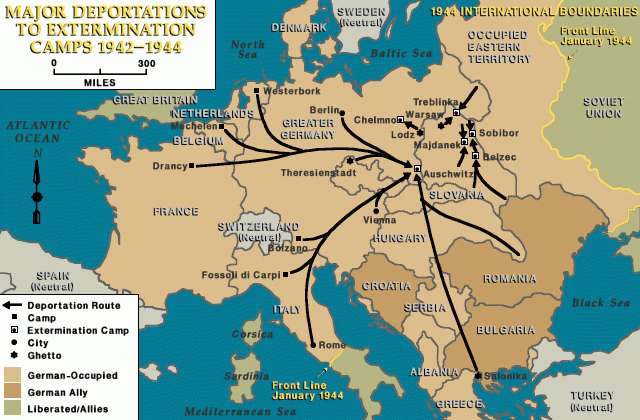 MAJOR DEPORTATIONS
TO EXTERMINATION
CAMPS 1942–1944
0 300
MILES
1944 INTERNATIONAL BOUNDARIES
SWEDEN
(Neutral)
DENMARK
North
Sea
Baltic Sea
OCCUPIED
EASTERN
TERRITORY
Front Line
January 1944
SOVIET
UNION
GREAT BRITAIN
NETHERLANDS
Westerbork
Berlin
Treblinka
Chelmno
Warsaw
ATLANTIC
OCEAN
Mechelen
BELGIUM
GREATER
GERMANY
Lodz
Sobibor
Majdanek
Belzec
N
Drancy
Theresienstadt
Auschwitz
SLOVAKIA
FRANCE
Vienna
SWITZERLAND
(Neutral)
HUNGARY
Bolzano
SPAIN
(Neutral)
Fossoli di Carpi
ROMANIA
CROATIA
Black Sea
ITALY
SERBIA
Corsica
BULGARIA
Rome
Sardinia
ALBANIA
Salonika
Front Line
January 1944
TURKEY
(Neutral)
GREECE
Mediterranean Sea
Deportation Route
Camp
Extermination Camp
City
Ghetto
German-Occupied
German Ally
Liberated/Allies